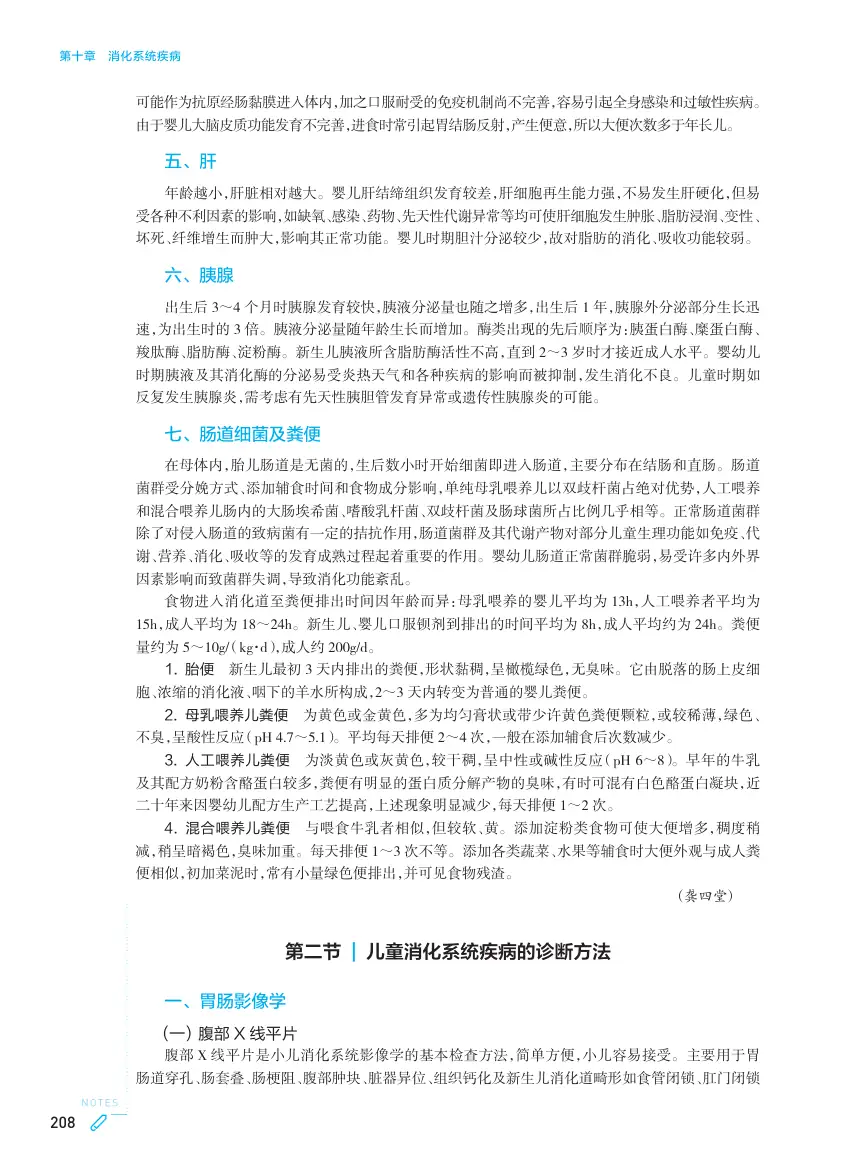 第十章 消化系统疾病
可能作为抗原经肠黏膜进入体内,加之口服耐受的免疫机制尚不完善,容易引起全身感染和过敏性疾病。
由于婴儿大脑皮质功能发育不完善,进食时常引起胃结肠反射,产生便意,所以大便次数多于年长儿。
五、肝
年龄越小,肝脏相对越大。婴儿肝结缔组织发育较差,肝细胞再生能力强,不易发生肝硬化,但易
受各种不利因素的影响,如缺氧、感染、药物、先天性代谢异常等均可使肝细胞发生肿胀、脂肪浸润、变性、
坏死、纤维增生而肿大,影响其正常功能。婴儿时期胆汁分泌较少,故对脂肪的消化、吸收功能较弱。
六、胰腺
出生后 3～4 个月时胰腺发育较快,胰液分泌量也随之增多,出生后 1 年,胰腺外分泌部分生长迅
速,为出生时的 3 倍。胰液分泌量随年龄生长而增加。酶类出现的先后顺序为:胰蛋白酶、糜蛋白酶、
羧肽酶、脂肪酶、淀粉酶。新生儿胰液所含脂肪酶活性不高,直到 2～3 岁时才接近成人水平。婴幼儿
时期胰液及其消化酶的分泌易受炎热天气和各种疾病的影响而被抑制,发生消化不良。儿童时期如
反复发生胰腺炎,需考虑有先天性胰胆管发育异常或遗传性胰腺炎的可能。
七、肠道细菌及粪便
在母体内,胎儿肠道是无菌的,生后数小时开始细菌即进入肠道,主要分布在结肠和直肠。肠道
菌群受分娩方式、添加辅食时间和食物成分影响,单纯母乳喂养儿以双歧杆菌占绝对优势,人工喂养
和混合喂养儿肠内的大肠埃希菌、嗜酸乳杆菌、双歧杆菌及肠球菌所占比例几乎相等。正常肠道菌群
除了对侵入肠道的致病菌有一定的拮抗作用,肠道菌群及其代谢产物对部分儿童生理功能如免疫、代
谢、营养、消化、吸收等的发育成熟过程起着重要的作用。婴幼儿肠道正常菌群脆弱,易受许多内外界
因素影响而致菌群失调,导致消化功能紊乱。
食物进入消化道至粪便排出时间因年龄而异:母乳喂养的婴儿平均为 13h,人工喂养者平均为
15h,成人平均为 18～24h。新生儿、婴儿口服钡剂到排出的时间平均为 8h,成人平均约为 24h。粪便
量约为 5～10g/(kg·d),成人约 200g/d。
1. 胎便 新生儿最初 3 天内排出的粪便,形状黏稠,呈橄榄绿色,无臭味。它由脱落的肠上皮细
胞、浓缩的消化液、咽下的羊水所构成,2～3 天内转变为普通的婴儿粪便。
2. 母乳喂养儿粪便 为黄色或金黄色,多为均匀膏状或带少许黄色粪便颗粒,或较稀薄,绿色、
不臭,呈酸性反应(pH 4.7～5.1)。平均每天排便 2～4 次,一般在添加辅食后次数减少。
3. 人工喂养儿粪便 为淡黄色或灰黄色,较干稠,呈中性或碱性反应(pH 6～8)。早年的牛乳
及其配方奶粉含酪蛋白较多,粪便有明显的蛋白质分解产物的臭味,有时可混有白色酪蛋白凝块,近
二十年来因婴幼儿配方生产工艺提高,上述现象明显减少,每天排便 1～2 次。
4. 混合喂养儿粪便 与喂食牛乳者相似,但较软、黄。添加淀粉类食物可使大便增多,稠度稍
减,稍呈暗褐色,臭味加重。每天排便 1～3 次不等。添加各类蔬菜、水果等辅食时大便外观与成人粪
便相似,初加菜泥时,常有小量绿色便排出,并可见食物残渣。
(龚四堂)
第二节 | 儿童消化系统疾病的诊断方法
一、胃肠影像学
(一)腹部 X 线平片
腹部 X 线平片是小儿消化系统影像学的基本检查方法,简单方便,小儿容易接受。主要用于胃
肠道穿孔、肠套叠、肠梗阻、腹部肿块、脏器异位、组织钙化及新生儿消化道畸形如食管闭锁、肛门闭锁
NOTES
208